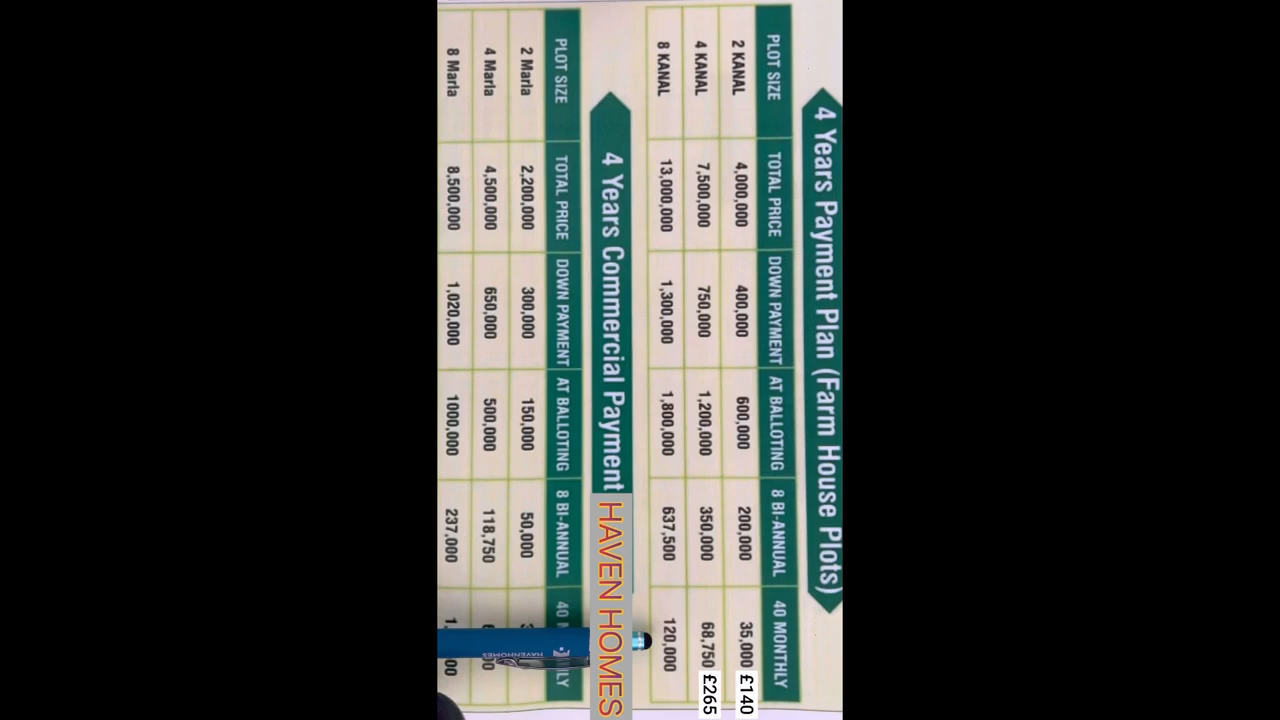 4 Years Payment Plan (Farm House Plots)
PLOT SIZE TOTAL PRICE DOWN PAYMENT AT BALLOTING 8 BI-ANNUAL 40 MONTHLY
2 KANAL 4,000,000 400,000 600,000 200,000 35,000 £140
4 KANAL 7,500,000 750,000 1,200,000 350,000 68,750 £265
8 KANAL 13,000,000 1,300,000 1,800,000 637,500 120,000
4 Years Commercial Payment HAVEN HOMES
PLOT SIZE TOTAL PRICE DOWN PAYMENT AT BALLOTING 8 BI-ANNUAL 40
2 Marla 2,200,000 300,000 150,000 50,000
4 Marla 4,500,000 650,000 500,000 118,750
8 Marla 8,500,000 1,020,000 1000,000 237,000
HAVENHOMES